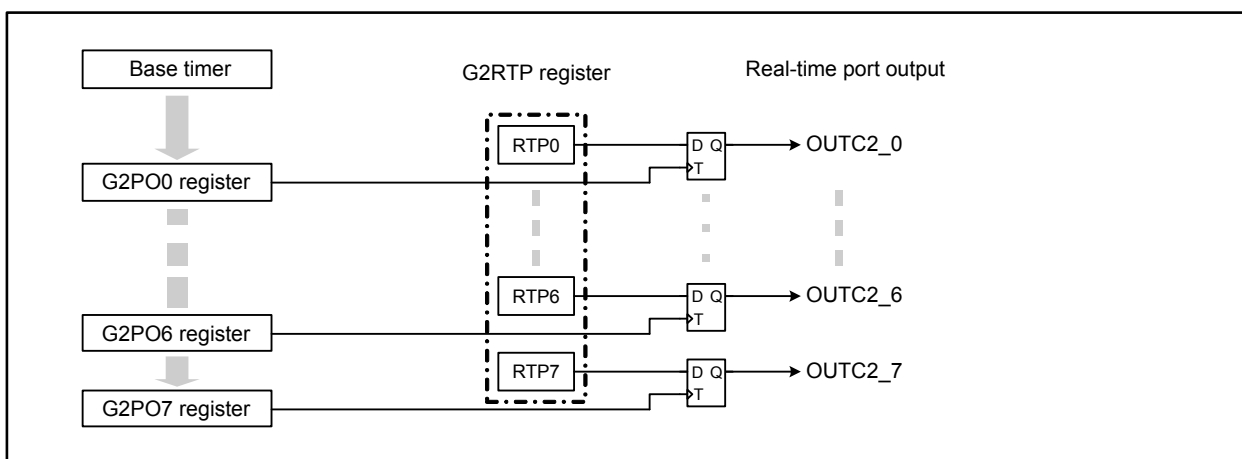 Base timer
G2RTP register
Real-time port output
RTP0
D Q
T
OUTC2_0
G2PO0 register
RTP6
D Q
T
OUTC2_6
G2PO6 register
RTP7
D Q
T
OUTC2_7
G2PO7 register